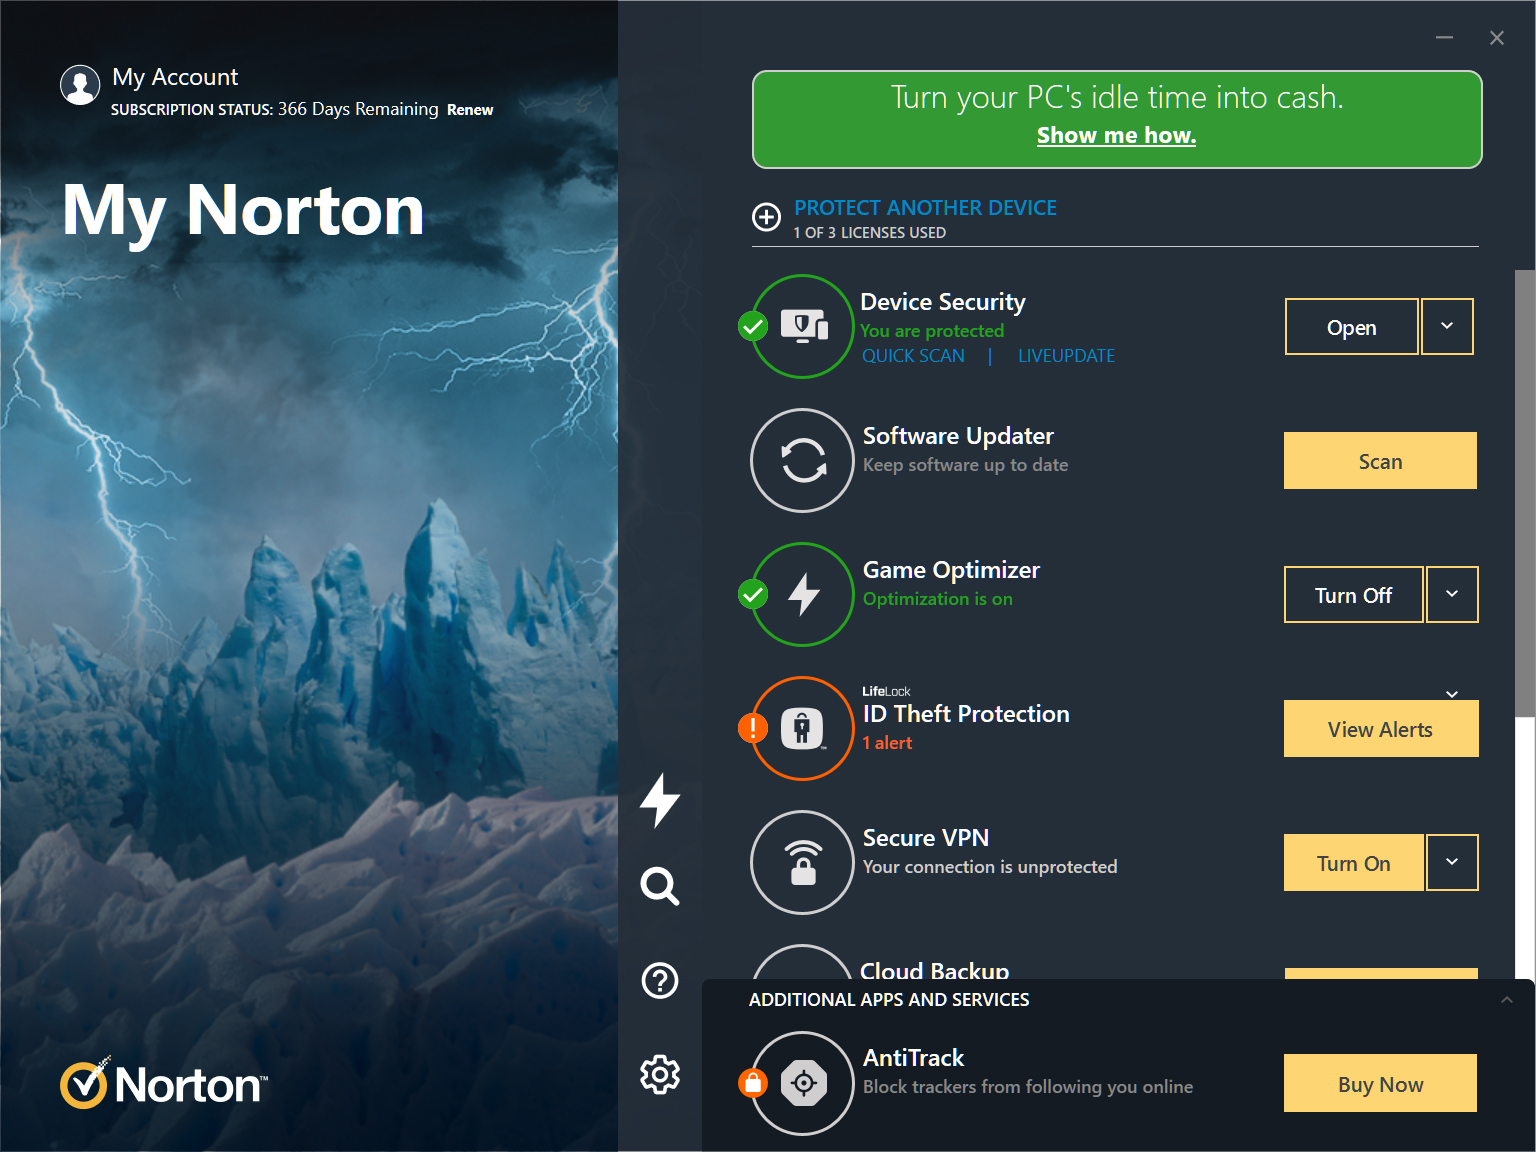 My Account
SUBSCRIPTION STATUS: 366 Days Remaining Renew
My Norton
Norton™
Turn your PC's idle time into cash.
Show me how.
PROTECT ANOTHER DEVICE
1 OF 3 LICENSES USED
Device Security
You are protected
QUICK SCAN | LIVEUPDATE
Open
Software Updater
Keep software up to date
Scan
Game Optimizer
Optimization is on
Turn Off
LifeLock
ID Theft Protection
1 alert
View Alerts
Secure VPN
Your connection is unprotected
Turn On
Cloud Backup
ADDITIONAL APPS AND SERVICES
AntiTrack
Block trackers from following you online
Buy Now